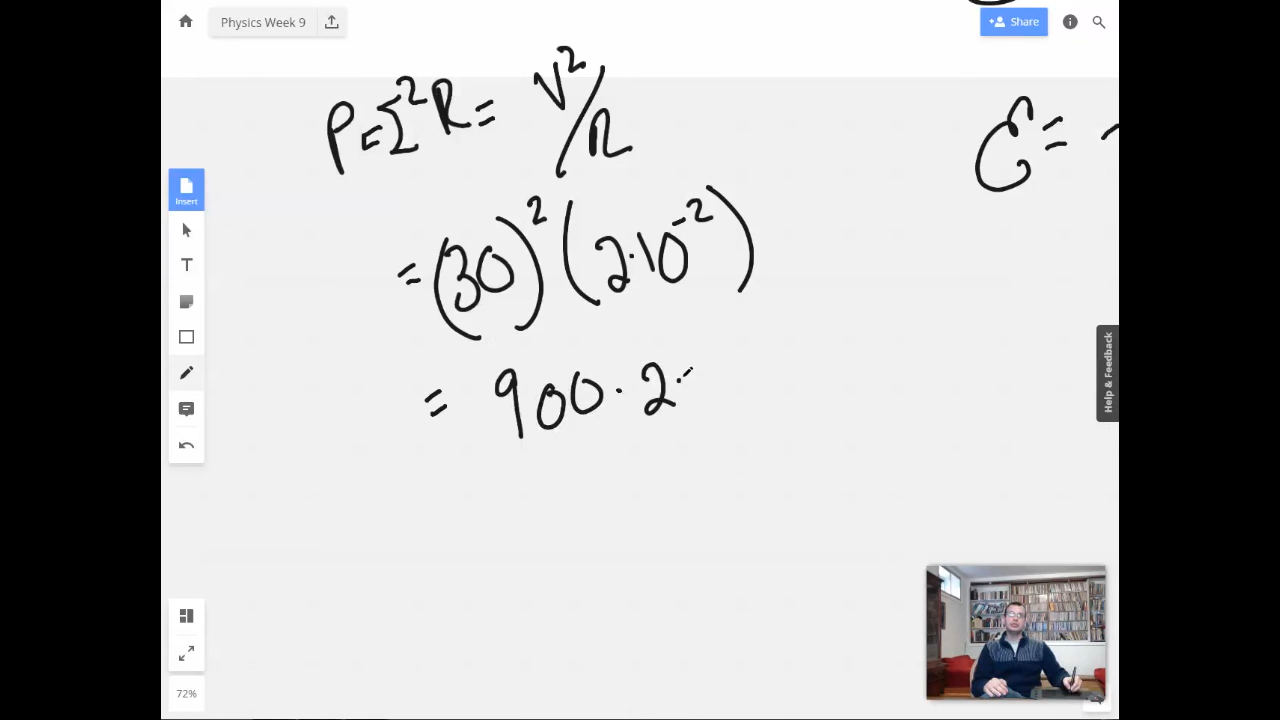 Physics Week 9
Share
P=I²R= V²/R
ε=
=(30)²(2·10⁻²)
= 900·2·
Insert
T
Help & Feedback
72%